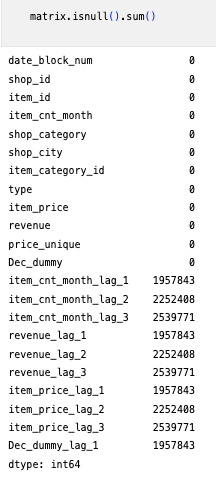 matrix.isnull().sum()
date_block_num 0
shop_id 0
item_id 0
item_cnt_month 0
shop_category 0
shop_city 0
item_category_id 0
type 0
item_price 0
revenue 0
price_unique 0
Dec_dummy 0
item_cnt_month_lag_1 1957843
item_cnt_month_lag_2 2252408
item_cnt_month_lag_3 2539771
revenue_lag_1 1957843
revenue_lag_2 2252408
revenue_lag_3 2539771
item_price_lag_1 1957843
item_price_lag_2 2252408
item_price_lag_3 2539771
Dec_dummy_lag_1 1957843
dtype: int64